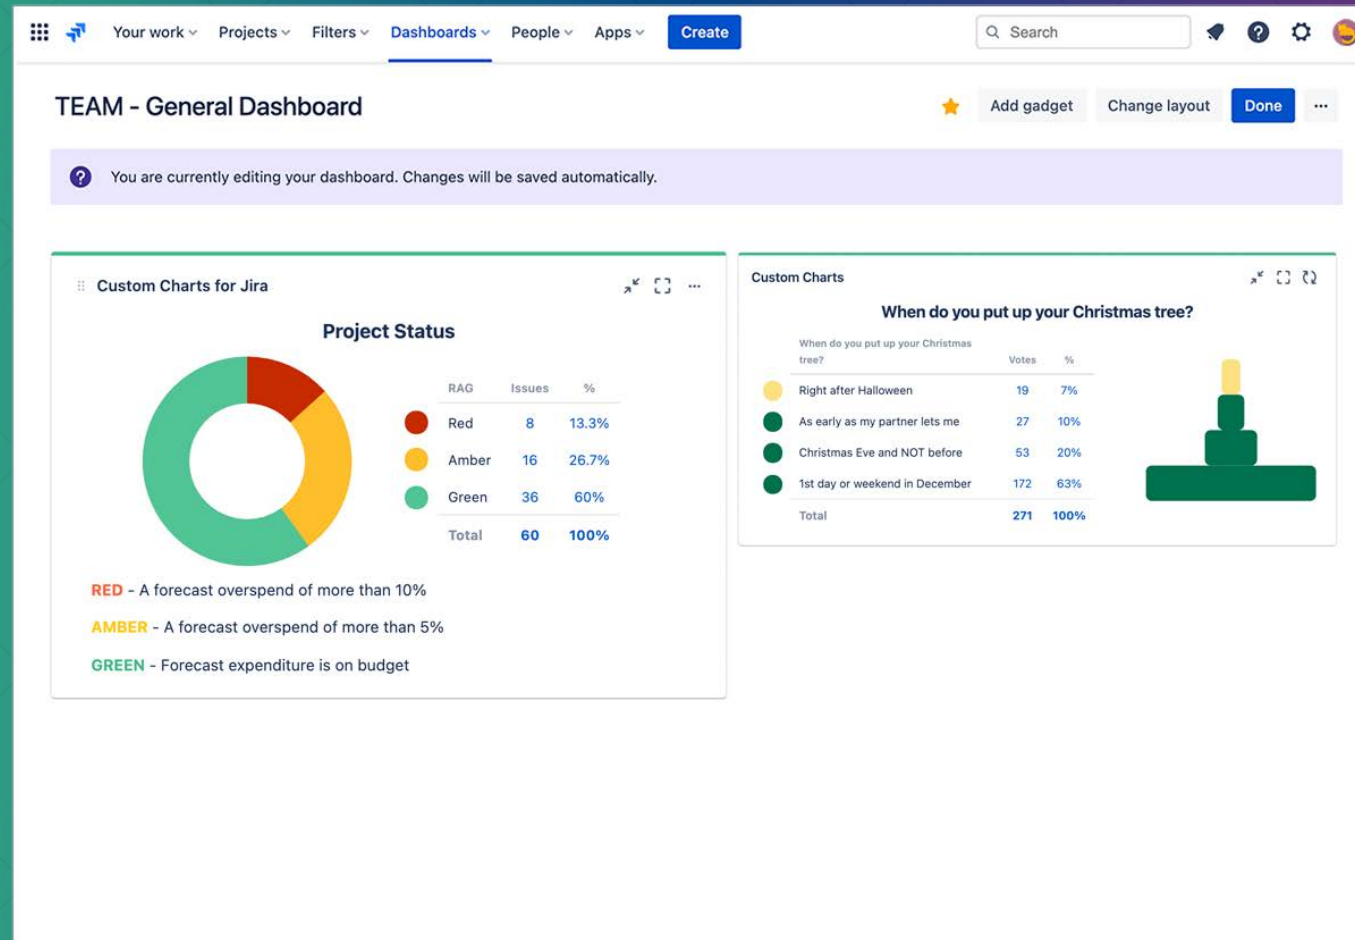 Your work Projects Filters Dashboards People Apps Create Search
TEAM - General Dashboard
Add gadget Change layout Done
You are currently editing your dashboard. Changes will be saved automatically.
Custom Charts for Jira
Project Status
RAG Issues %
Red 8 13.3%
Amber 16 26.7%
Green 36 60%
Total 60 100%
RED - A forecast overspend of more than 10%
AMBER - A forecast overspend of more than 5%
GREEN - Forecast expenditure is on budget
Custom Charts
When do you put up your Christmas tree?
When do you put up your Christmas
tree? Votes %
Right after Halloween 19 7%
As early as my partner lets me 27 10%
Christmas Eve and NOT before 53 20%
1st day or weekend in December 172 63%
Total 271 100%